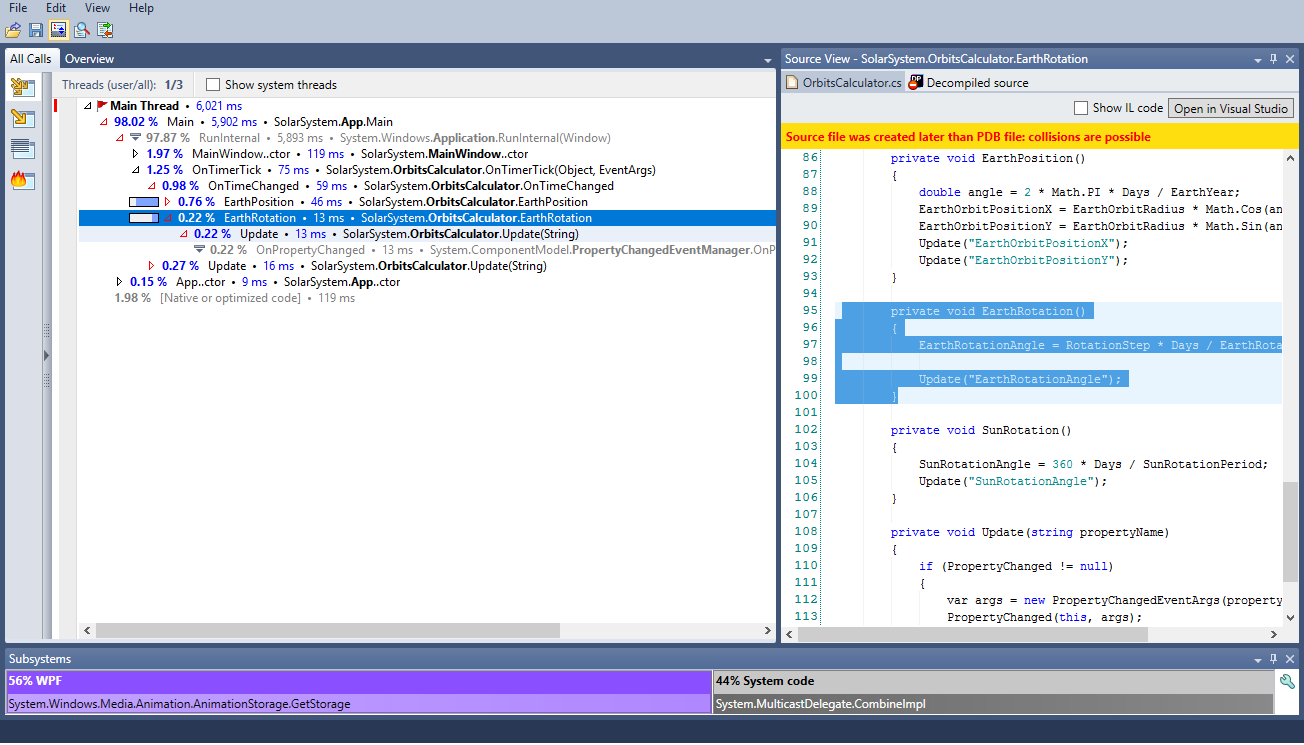 File Edit View Help
All Calls Overview
Threads (user/all): 1/3 Show system threads
Main Thread • 6,021 ms
98.02 % Main • 5,902 ms • SolarSystem.App.Main
97.87 % RunInternal • 5,893 ms • System.Windows.Application.RunInternal(Window)
1.97 % MainWindow..ctor • 119 ms • SolarSystem.MainWindow..ctor
1.25 % OnTimerTick • 75 ms • SolarSystem.OrbitsCalculator.OnTimerTick(Object, EventArgs)
0.98 % OnTimeChanged • 59 ms • SolarSystem.OrbitsCalculator.OnTimeChanged
0.76 % EarthPosition • 46 ms • SolarSystem.OrbitsCalculator.EarthPosition
0.22 % EarthRotation • 13 ms • SolarSystem.OrbitsCalculator.EarthRotation
0.22 % Update • 13 ms • SolarSystem.OrbitsCalculator.Update(String)
0.22 % OnPropertyChanged • 13 ms • System.ComponentModel.PropertyChangedEventManager.OnP
0.27 % Update • 16 ms • SolarSystem.OrbitsCalculator.Update(String)
0.15 % App..ctor • 9 ms • SolarSystem.App..ctor
1.98 % [Native or optimized code] • 119 ms
Source View - SolarSystem.OrbitsCalculator.EarthRotation
OrbitsCalculator.cs DP Decompiled source
Show IL code Open in Visual Studio
Source file was created later than PDB file: collisions are possible
86 private void EarthPosition()
87 {
88 double angle = 2 * Math.PI * Days / EarthYear;
89 EarthOrbitPositionX = EarthOrbitRadius * Math.Cos(an
90 EarthOrbitPositionY = EarthOrbitRadius * Math.Sin(an
91 Update("EarthOrbitPositionX");
92 Update("EarthOrbitPositionY");
93 }
94
95 private void EarthRotation()
96 {
97 EarthRotationAngle = RotationStep * Days / EarthRota
98
99 Update("EarthRotationAngle");
100 }
101
102 private void SunRotation()
103 {
104 SunRotationAngle = 360 * Days / SunRotationPeriod;
105 Update("SunRotationAngle");
106 }
107
108 private void Update(string propertyName)
109 {
110 if (PropertyChanged != null)
111 {
112 var args = new PropertyChangedEventArgs(property
113 PropertyChanged(this, args);
Subsystems
56% WPF
System.Windows.Media.Animation.AnimationStorage.GetStorage
44% System code
System.MulticastDelegate.CombineImpl